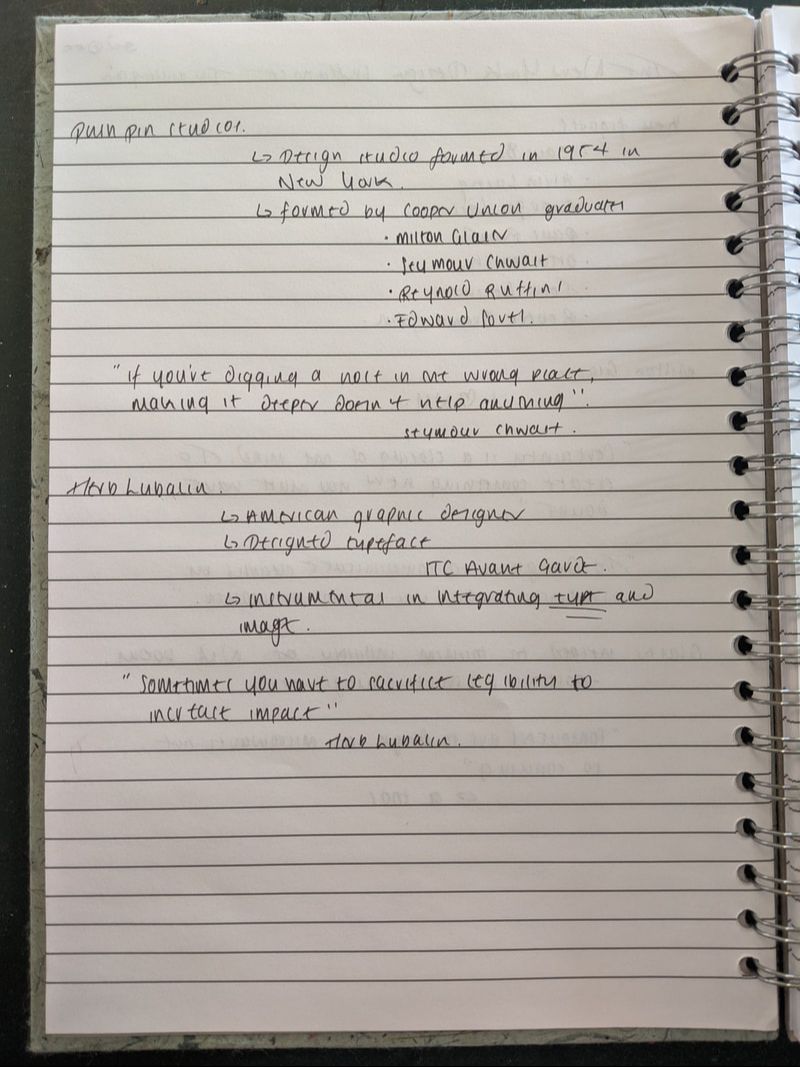 Push pin studios.
↳ Design studio formed in 1954 in
New York.
↳ formed by Cooper Union graduates
· Milton Glaser
· Seymour Chwast
· Reynold Ruffins
· Edward Sorel.
"If you're digging a hole in the wrong place,
making it deeper doesn't help anything".
Seymour Chwast.
Herb Lubalin.
↳ American graphic designer
↳ Designed typeface
ITC Avant Garde.
↳ Instrumental in integrating type and
image.
"Sometimes you have to sacrifice legibility to
increase impact"
Herb Lubalin.